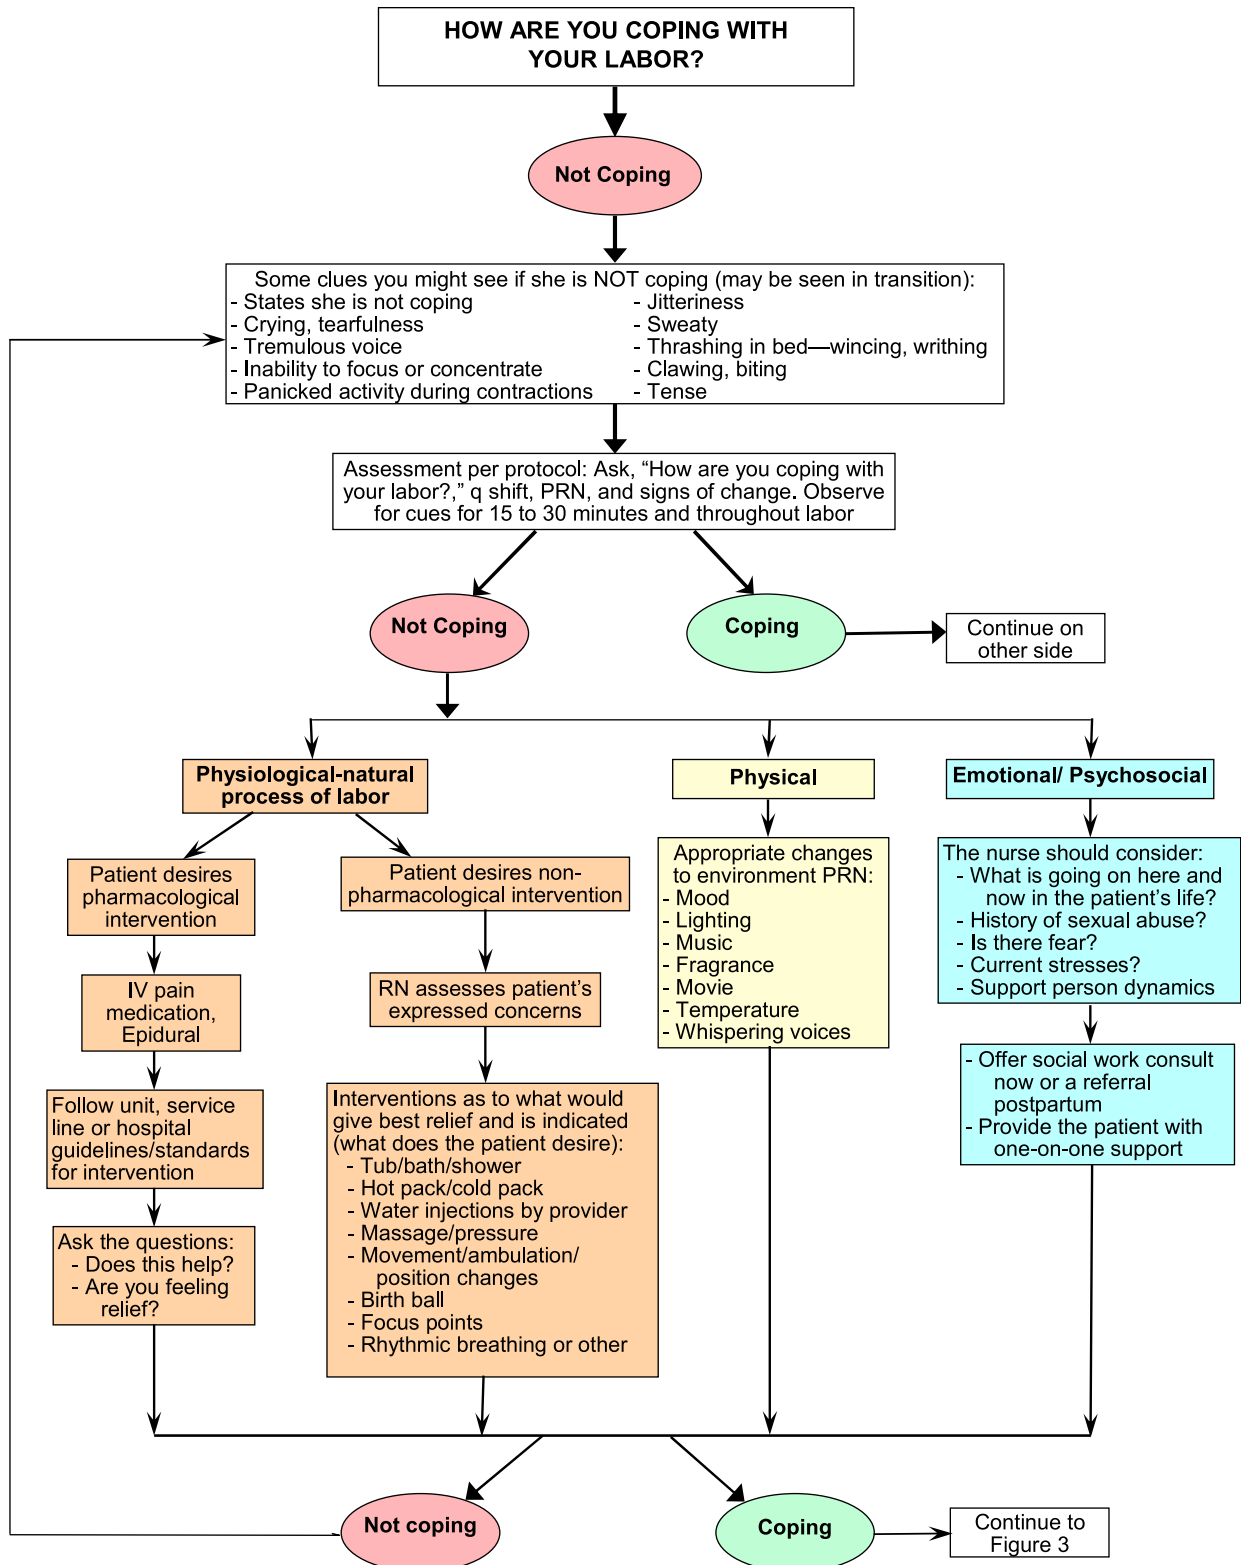 HOW ARE YOU COPING WITH
YOUR LABOR?
Not Coping
Some clues you might see if she is NOT coping (may be seen in transition):
- States she is not coping
- Crying, tearfulness
- Tremulous voice
- Inability to focus or concentrate
- Panicked activity during contractions
- Jitteriness
- Sweaty
- Thrashing in bed—wincing, writhing
- Clawing, biting
- Tense
Assessment per protocol: Ask, “How are you coping with
your labor?,” q shift, PRN, and signs of change. Observe
for cues for 15 to 30 minutes and throughout labor
Not Coping
Coping
Continue on
other side
Physiological-natural
process of labor
Patient desires
pharmacological
intervention
IV pain
medication,
Epidural
Follow unit, service
line or hospital
guidelines/standards
for intervention
Ask the questions:
- Does this help?
- Are you feeling
relief?
Patient desires non-
pharmacological intervention
RN assesses patient’s
expressed concerns
Interventions as to what would
give best relief and is indicated
(what does the patient desire):
- Tub/bath/shower
- Hot pack/cold pack
- Water injections by provider
- Massage/pressure
- Movement/ambulation/
position changes
- Birth ball
- Focus points
- Rhythmic breathing or other
Physical
Appropriate changes
to environment PRN:
- Mood
- Lighting
- Music
- Fragrance
- Movie
- Temperature
- Whispering voices
Emotional/ Psychosocial
The nurse should consider:
- What is going on here and
now in the patient’s life?
- History of sexual abuse?
- Is there fear?
- Current stresses?
- Support person dynamics
- Offer social work consult
now or a referral
postpartum
- Provide the patient with
one-on-one support
Not coping
Coping
Continue to
Figure 3